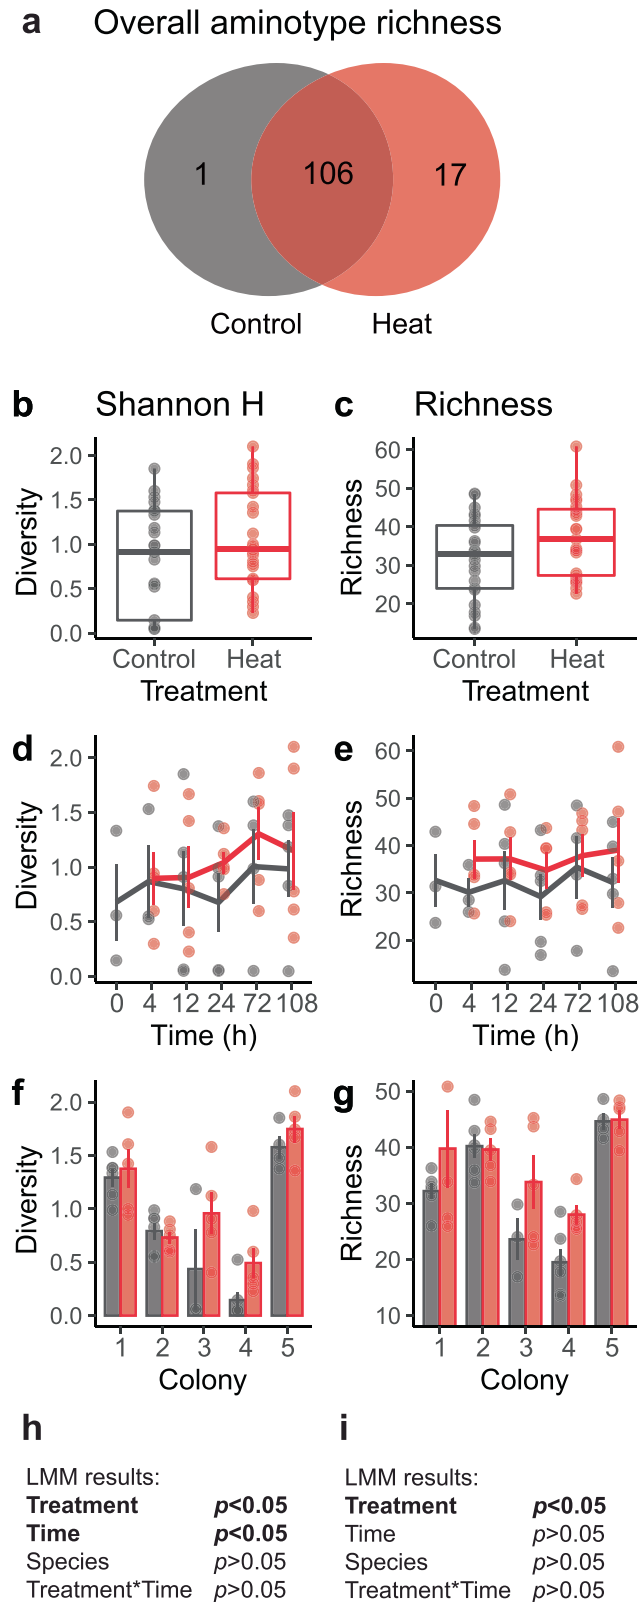 a Overall aminotype richness
1 106 17
Control Heat
b Shannon H
Diversity
2.0
1.5
1.0
0.5
0.0
Control Heat
Treatment
c Richness
Richness
60
50
40
30
20
Control Heat
Treatment
d
Diversity
2.0
1.5
1.0
0.5
0.0
0 4 12 24 72 108
Time (h)
e
Richness
60
50
40
30
20
0 4 12 24 72 108
Time (h)
f
Diversity
2.0
1.5
1.0
0.5
0.0
1 2 3 4 5
Colony
g
Richness
50
40
30
20
10
1 2 3 4 5
Colony
h
LMM results:
Treatment p<0.05
Time p<0.05
Species p>0.05
Treatment*Time p>0.05
i
LMM results:
Treatment p<0.05
Time p>0.05
Species p>0.05
Treatment*Time p>0.05